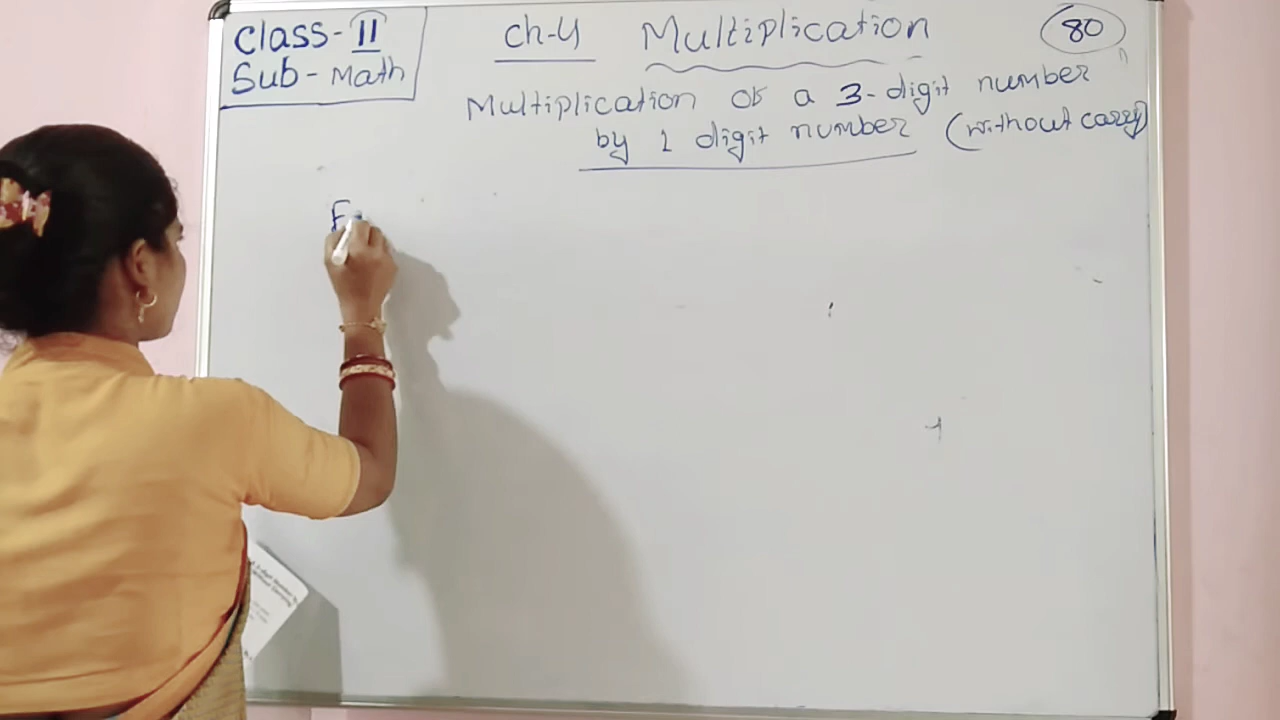 Class-II
Sub-Math
Ch-4 Multiplication
80
Multiplication of a 3-digit number
by 1 digit number (without carry)
E